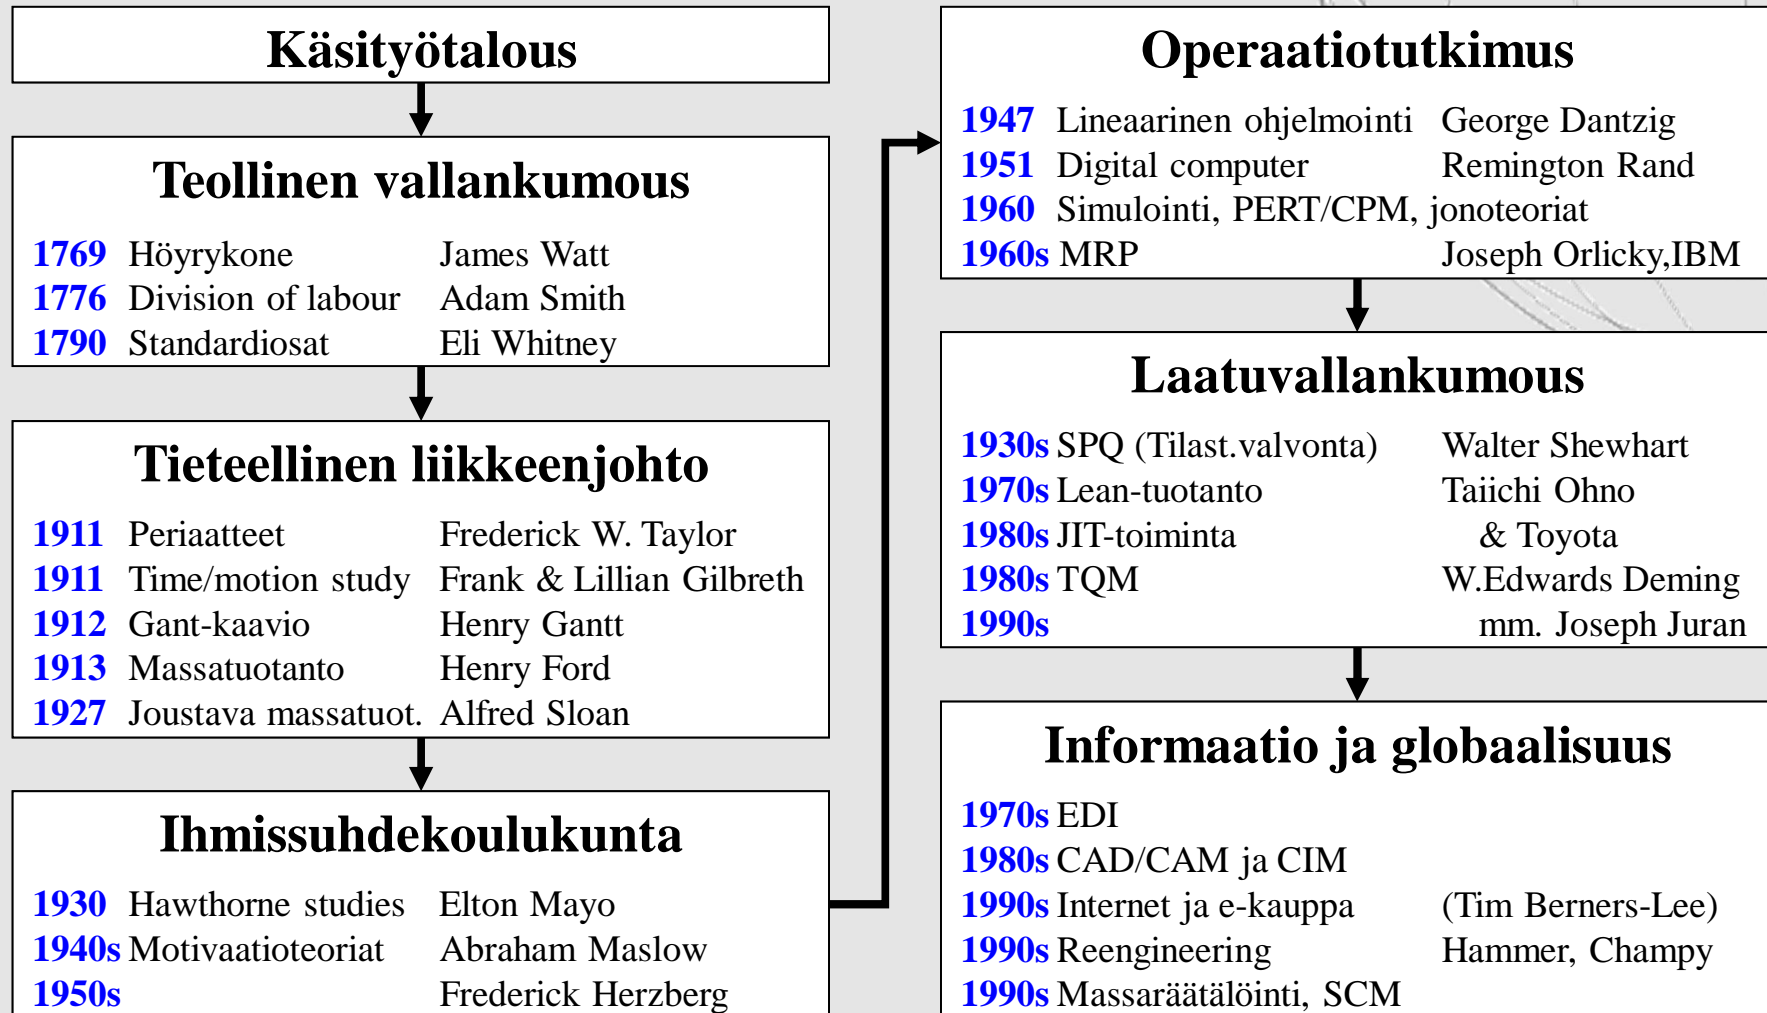 Käsityötalous
Teollinen vallankumous
1769 Höyrykone James Watt
1776 Division of labour Adam Smith
1790 Standardiosat Eli Whitney
Tieteellinen liikkeenjohto
1911 Periaatteet Frederick W. Taylor
1911 Time/motion study Frank & Lillian Gilbreth
1912 Gant-kaavio Henry Gantt
1913 Massatuotanto Henry Ford
1927 Joustava massatuot. Alfred Sloan
Ihmissuhdekoulukunta
1930 Hawthorne studies Elton Mayo
1940s Motivaatioteoriat Abraham Maslow
1950s Frederick Herzberg
Operaatiotutkimus
1947 Lineaarinen ohjelmointi George Dantzig
1951 Digital computer Remington Rand
1960 Simulointi, PERT/CPM, jonoteoriat
1960s MRP Joseph Orlicky,IBM
Laatuvallankumous
1930s SPQ (Tilast.valvonta) Walter Shewhart
1970s Lean-tuotanto Taiichi Ohno
1980s JIT-toiminta & Toyota
1980s TQM W.Edwards Deming
1990s mm. Joseph Juran
Informaatio ja globaalisuus
1970s EDI
1980s CAD/CAM ja CIM
1990s Internet ja e-kauppa (Tim Berners-Lee)
1990s Reengineering Hammer, Champy
1990s Massaräätälöinti, SCM